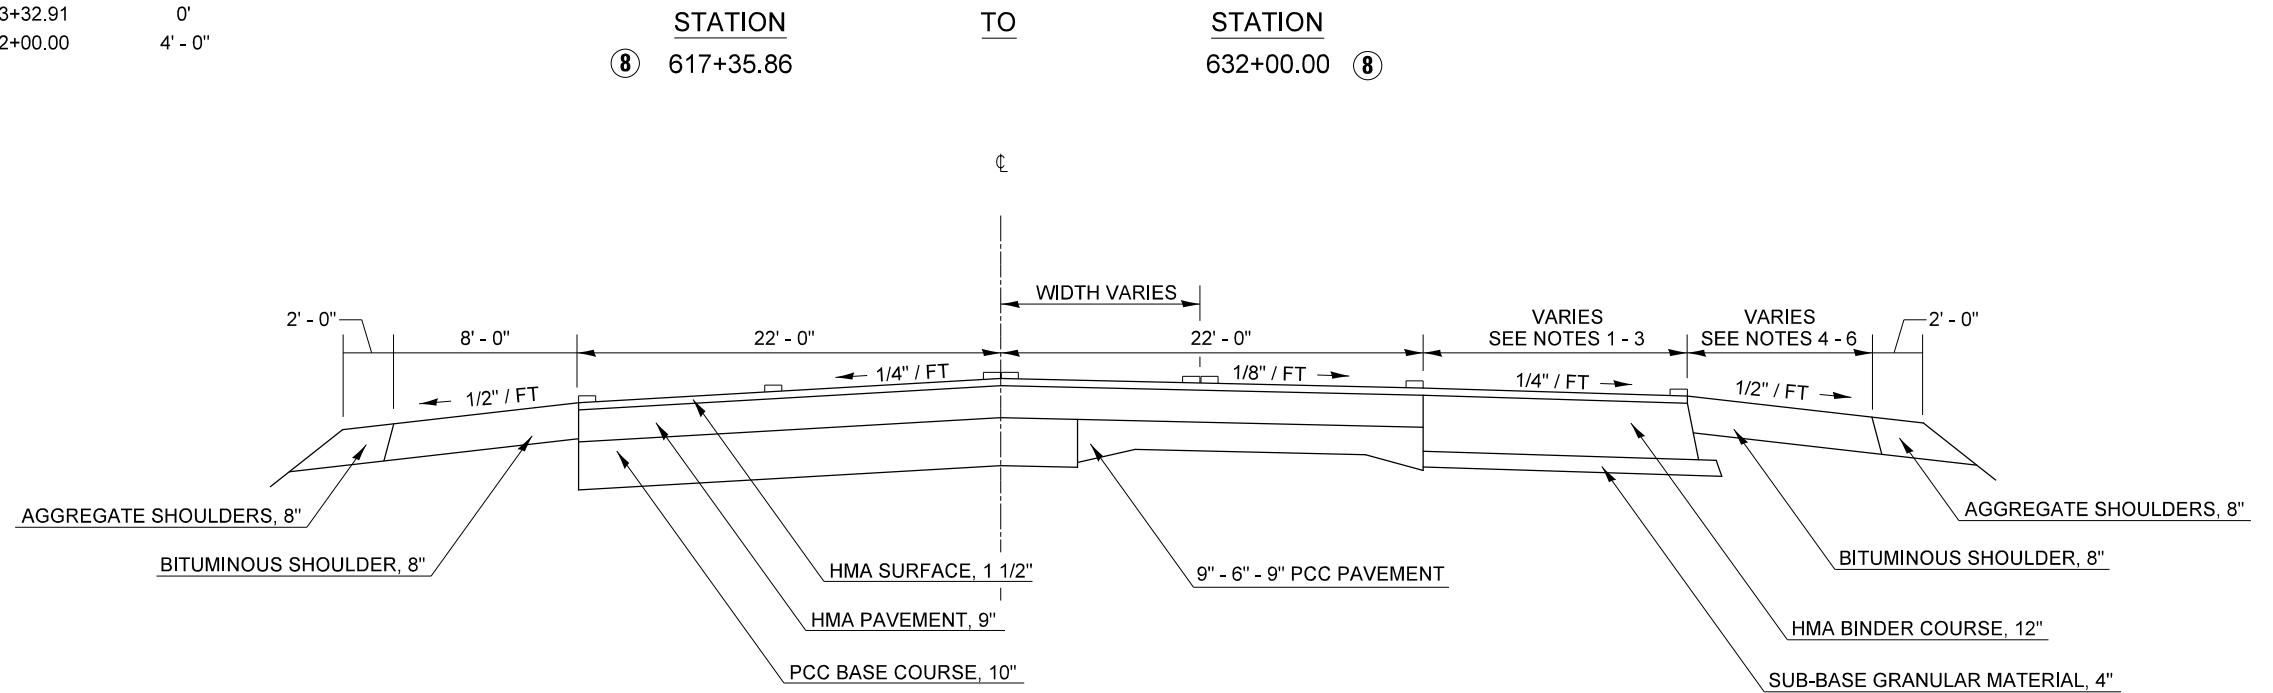 3+32.91 0'
2+00.00 4' - 0"
STATION TO STATION
8 617+35.86 632+00.00 8
℄
WIDTH VARIES
2' - 0" 8' - 0" 22' - 0" 22' - 0" VARIES SEE NOTES 1 - 3 VARIES SEE NOTES 4 - 6 2' - 0"
1/2" / FT 1/4" / FT 1/8" / FT 1/4" / FT 1/2" / FT
AGGREGATE SHOULDERS, 8"
BITUMINOUS SHOULDER, 8"
HMA SURFACE, 1 1/2"
HMA PAVEMENT, 9"
PCC BASE COURSE, 10"
9" - 6" - 9" PCC PAVEMENT
AGGREGATE SHOULDERS, 8"
BITUMINOUS SHOULDER, 8"
HMA BINDER COURSE, 12"
SUB-BASE GRANULAR MATERIAL, 4"